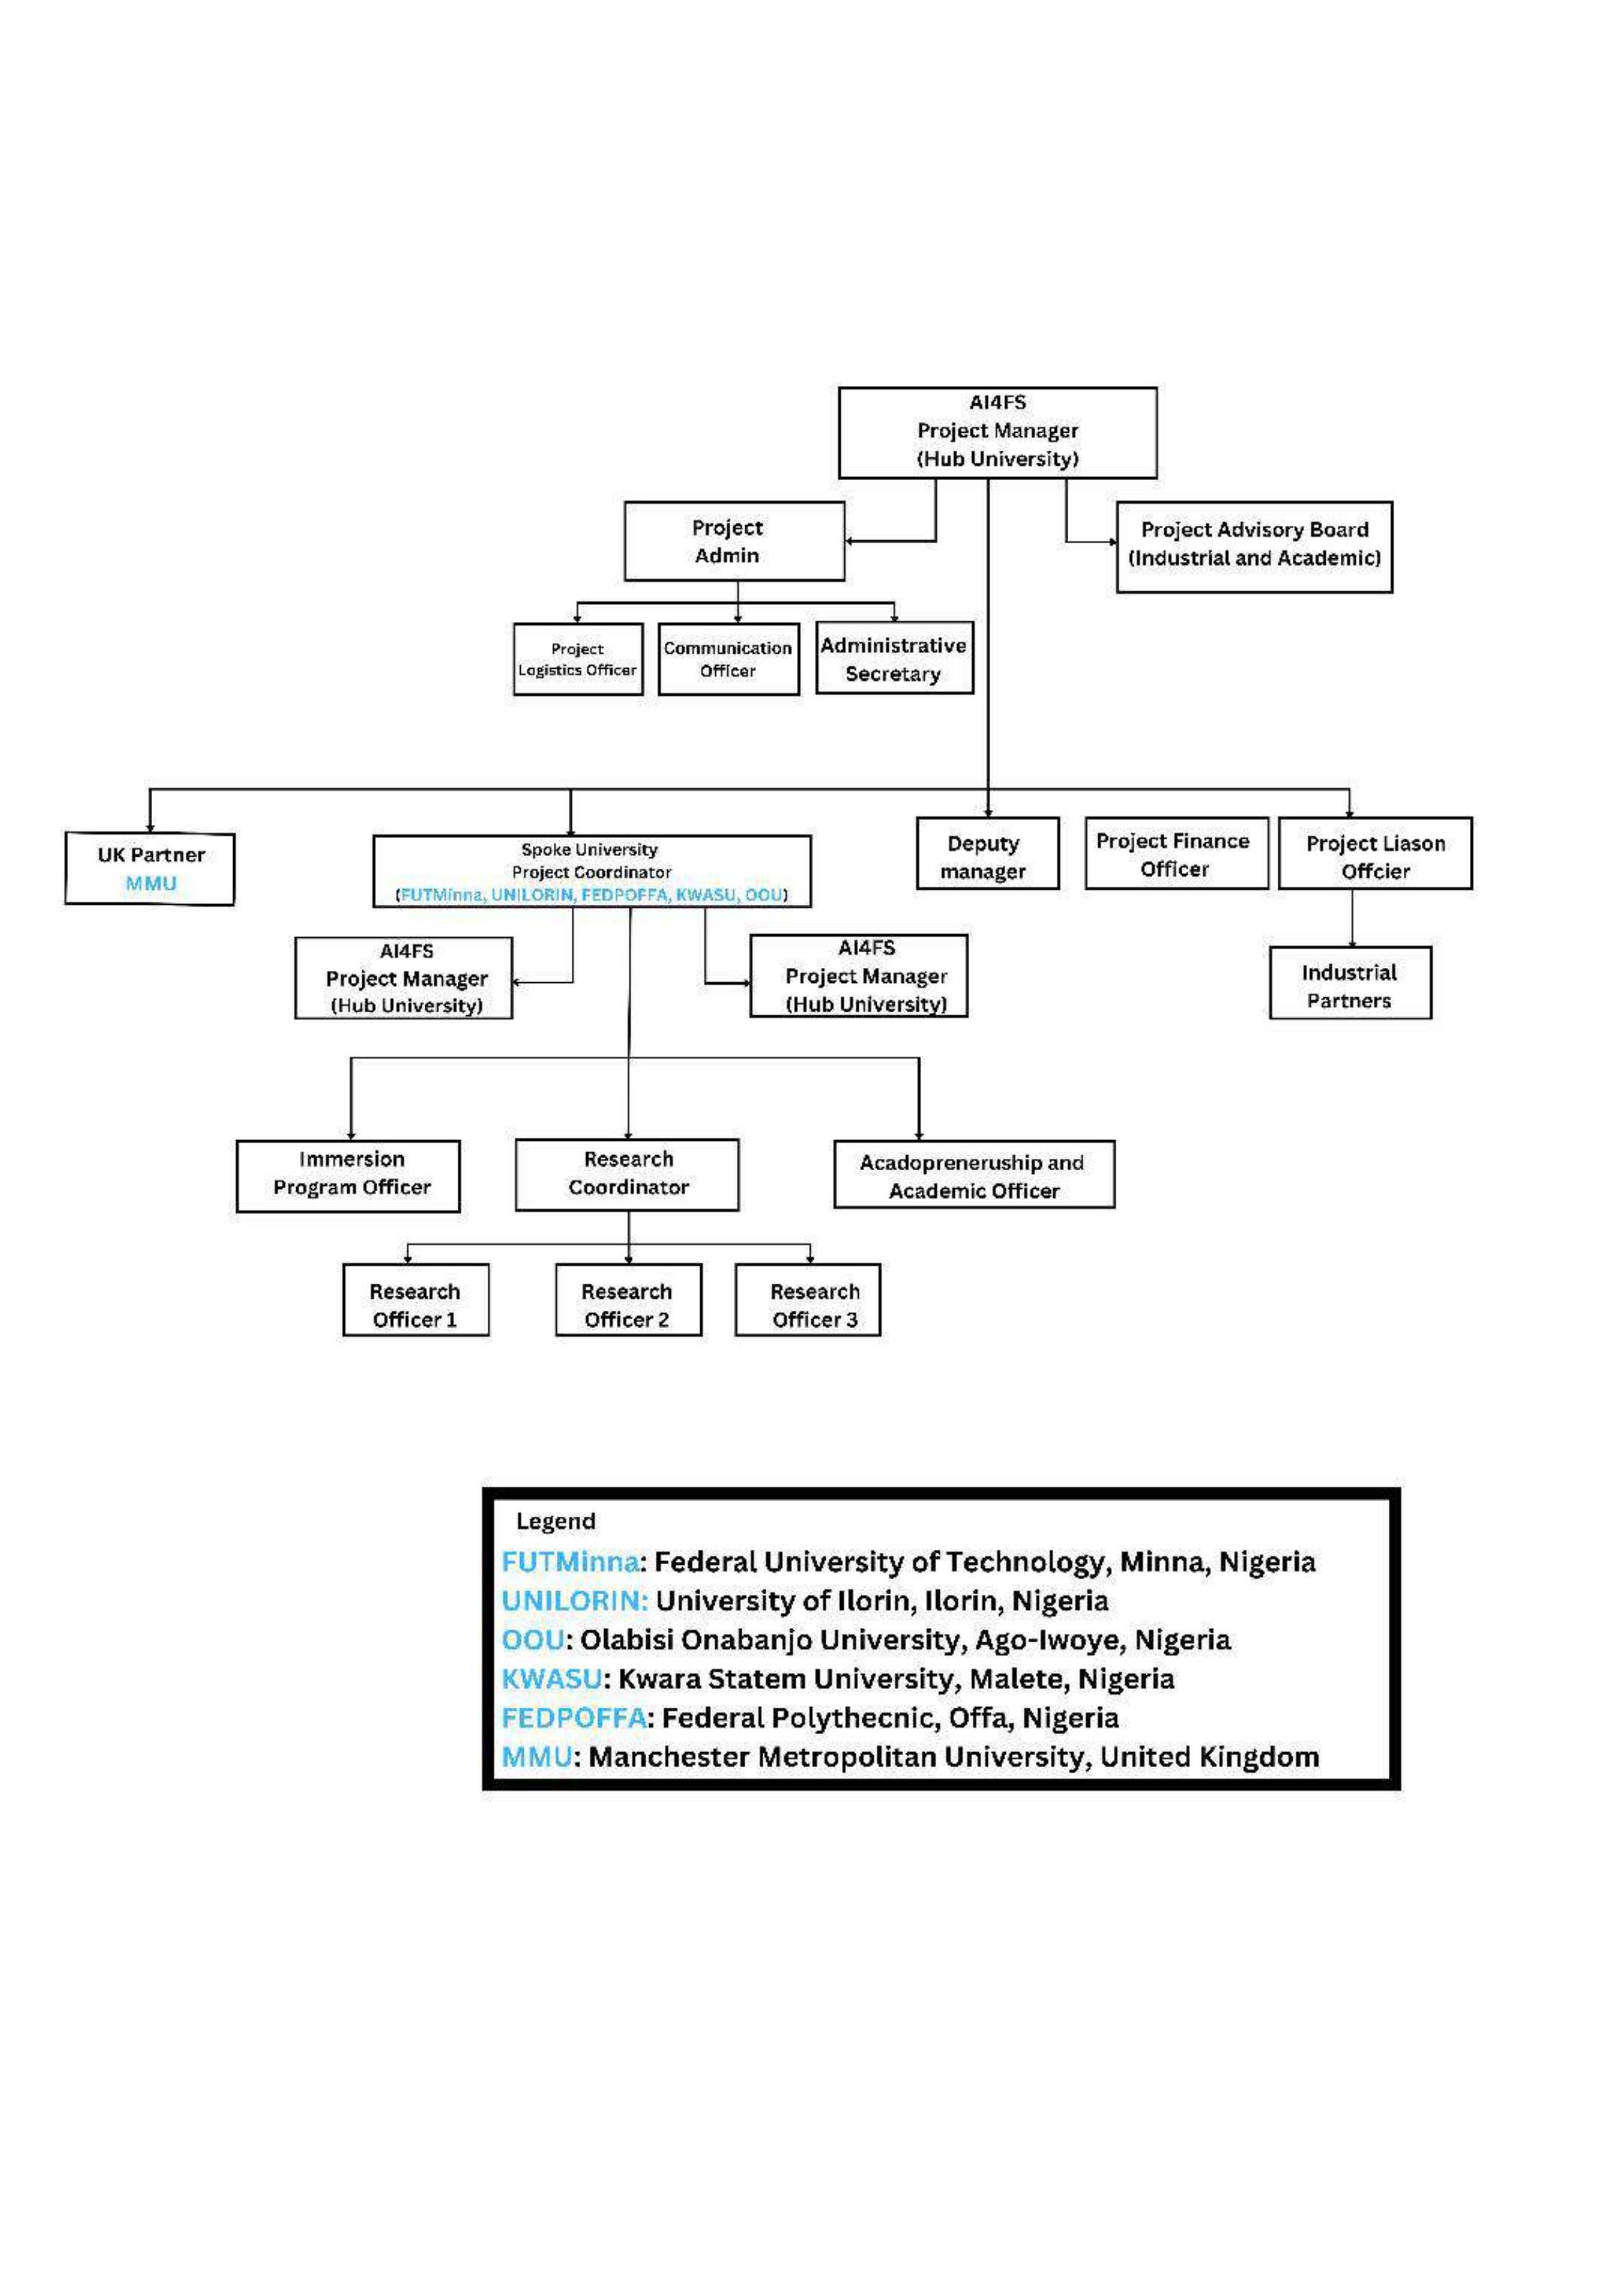 AI4FS
Project Manager
(Hub University)
Project
Admin
Project Advisory Board
(Industrial and Academic)
Project
Logistics Officer
Communication
Officer
Administrative
Secretary
UK Partner
MMU
Spoke University
Project Coordinator
(FUTMinna, UNILORIN, FEDPOFFA, KWASU, OOU)
Deputy
manager
Project Finance
Officer
Project Liason
Offcier
AI4FS
Project Manager
(Hub University)
AI4FS
Project Manager
(Hub University)
Industrial
Partners
Immersion
Program Officer
Research
Coordinator
Acadopreneruship and
Academic Officer
Research
Officer 1
Research
Officer 2
Research
Officer 3
Legend
FUTMinna: Federal University of Technology, Minna, Nigeria
UNILORIN: University of Ilorin, Ilorin, Nigeria
OOU: Olabisi Onabanjo University, Ago-Iwoye, Nigeria
KWASU: Kwara Statem University, Malete, Nigeria
FEDPOFFA: Federal Polythecnic, Offa, Nigeria
MMU: Manchester Metropolitan University, United Kingdom